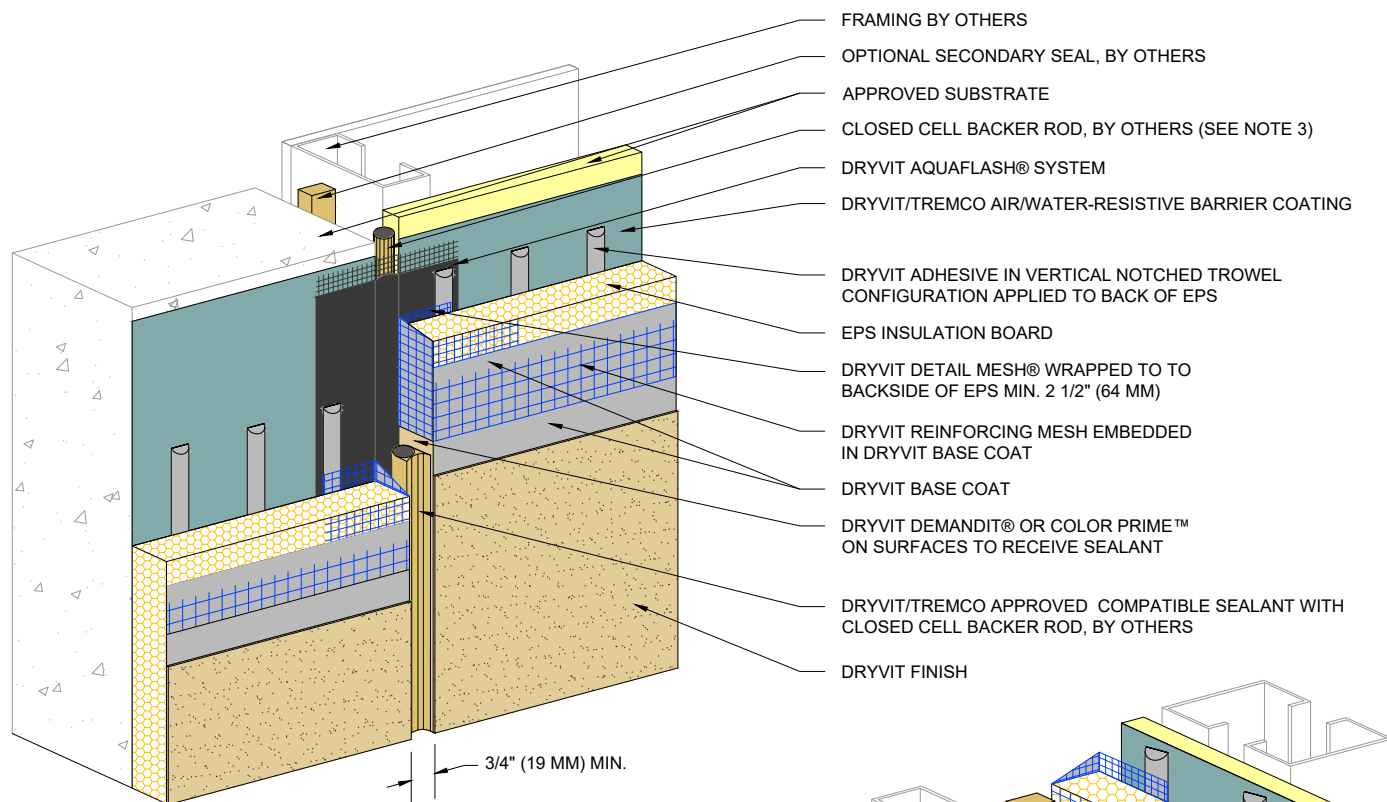 FRAMING BY OTHERS
OPTIONAL SECONDARY SEAL, BY OTHERS
APPROVED SUBSTRATE
CLOSED CELL BACKER ROD, BY OTHERS (SEE NOTE 3)
DRYVIT AQUAFLASH® SYSTEM
DRYVIT/TREMCO AIR/WATER-RESISTIVE BARRIER COATING
DRYVIT ADHESIVE IN VERTICAL NOTCHED TROWEL
CONFIGURATION APPLIED TO BACK OF EPS
EPS INSULATION BOARD
DRYVIT DETAIL MESH® WRAPPED TO TO
BACKSIDE OF EPS MIN. 2 1/2" (64 MM)
DRYVIT REINFORCING MESH EMBEDDED
IN DRYVIT BASE COAT
DRYVIT BASE COAT
DRYVIT DEMANDIT® OR COLOR PRIME™
ON SURFACES TO RECEIVE SEALANT
DRYVIT/TREMCO APPROVED COMPATIBLE SEALANT WITH
CLOSED CELL BACKER ROD, BY OTHERS
DRYVIT FINISH
3/4" (19 MM) MIN.